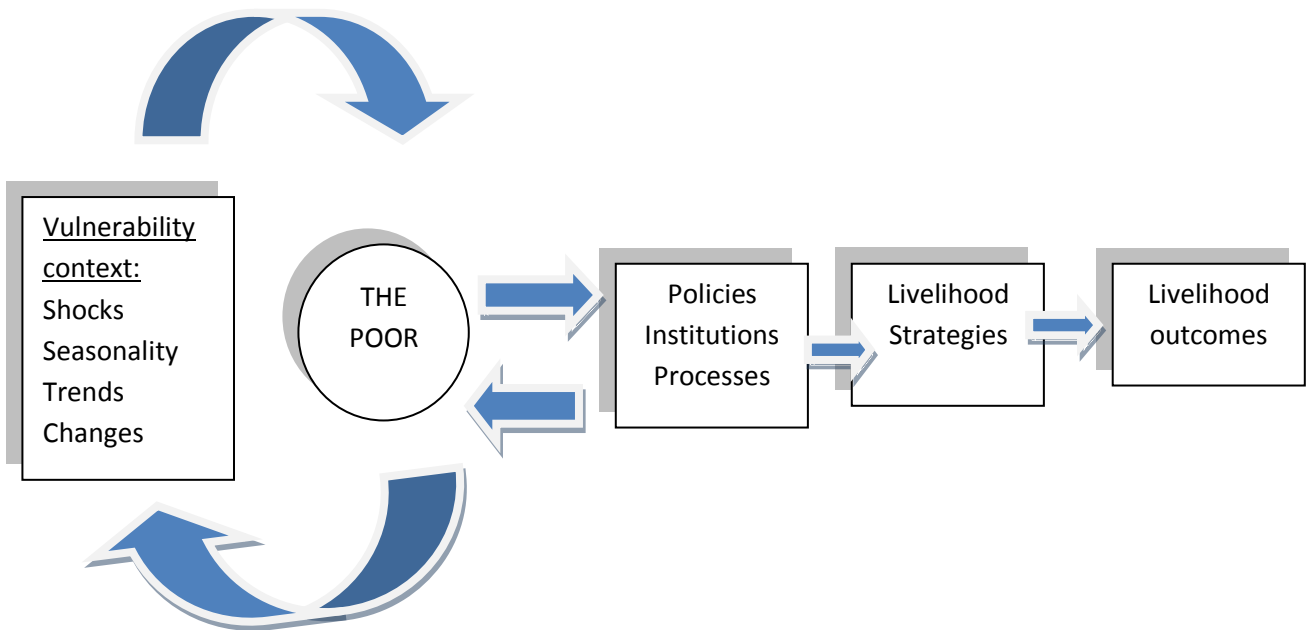 Vulnerability
context:
Shocks
Seasonality
Trends
Changes
THE
POOR
Policies
Institutions
Processes
Livelihood
Strategies
Livelihood
outcomes